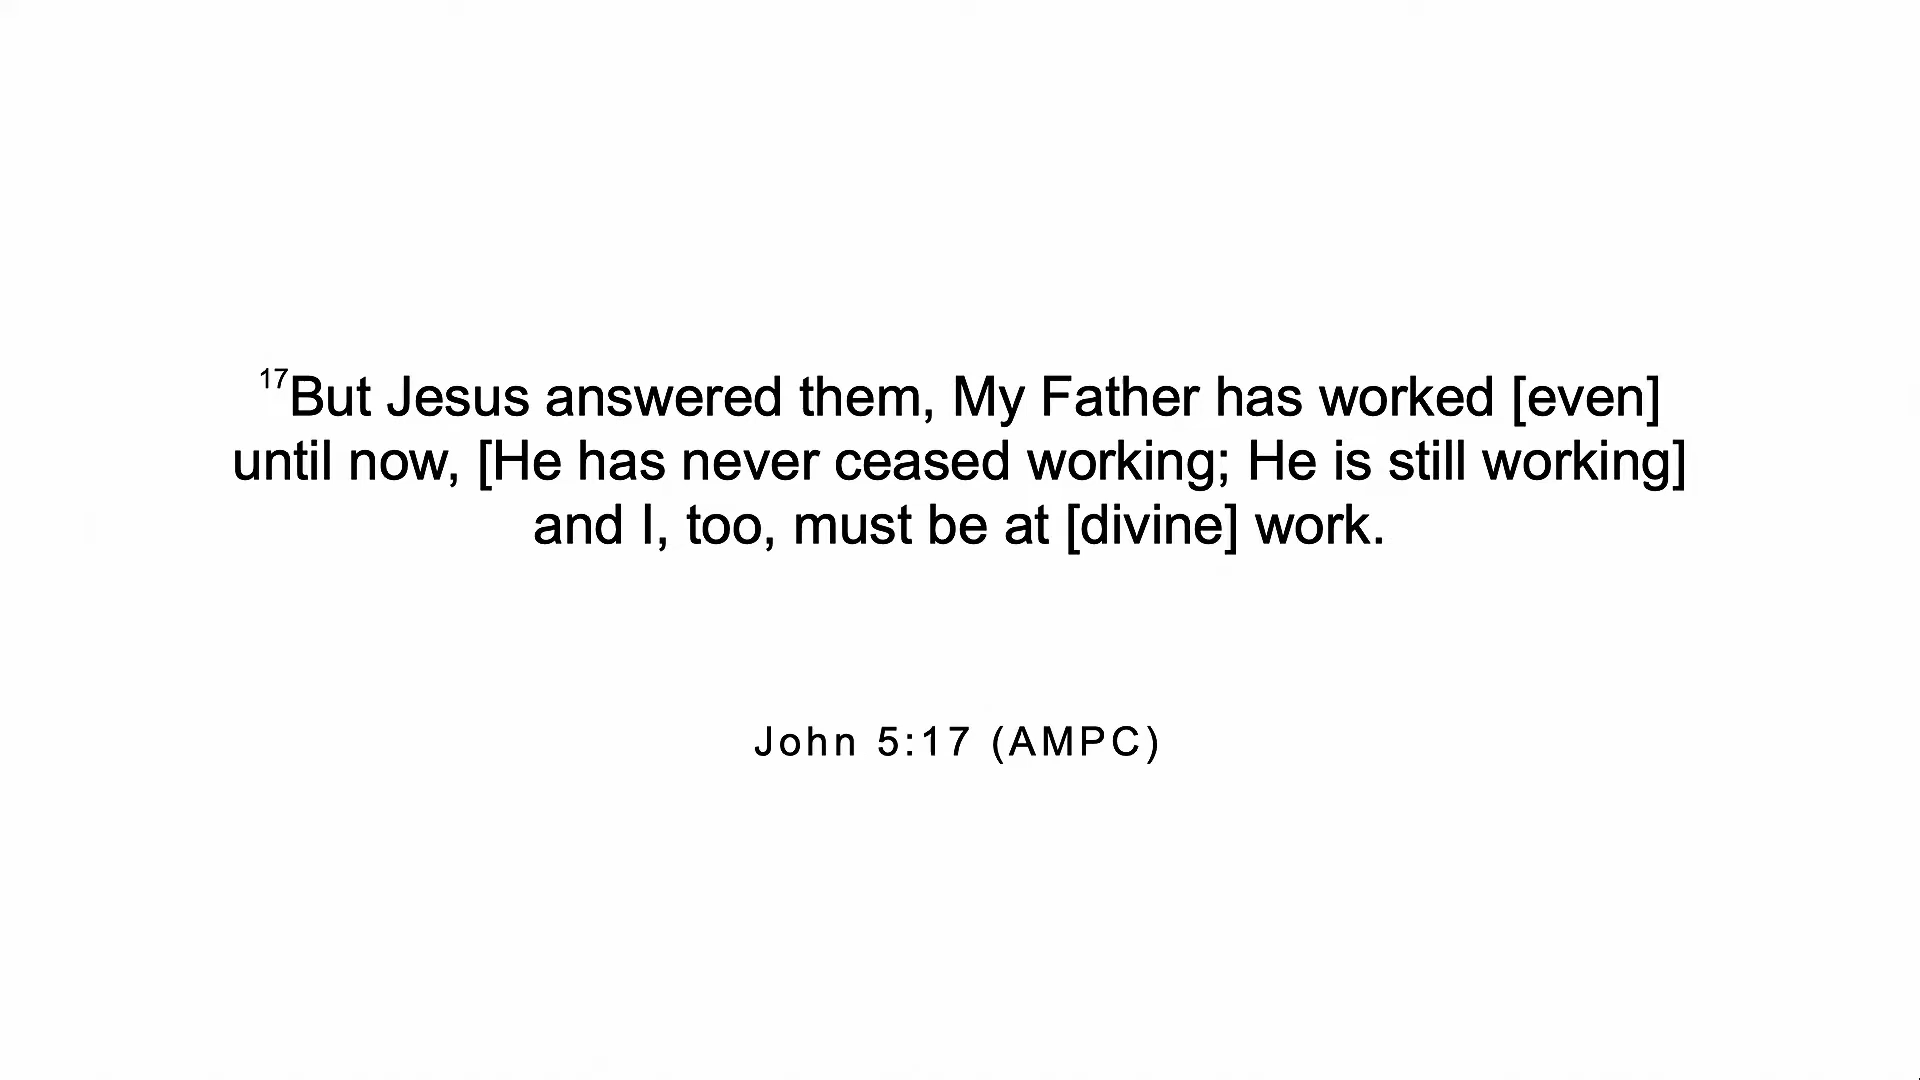 17But Jesus answered them, My Father has worked [even]
until now, [He has never ceased working; He is still working]
and I, too, must be at [divine] work.
John 5:17 (AMPC)